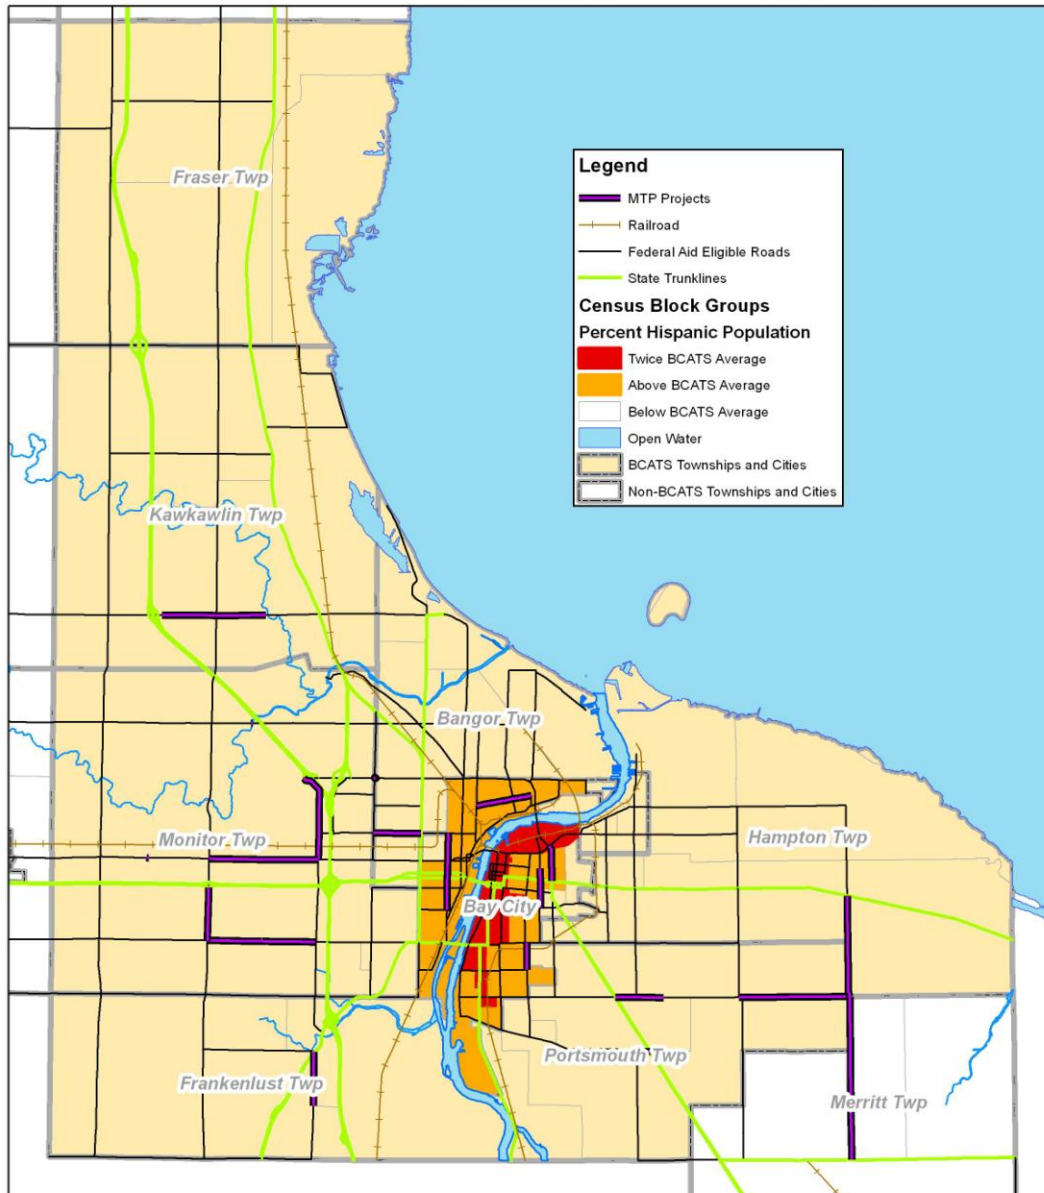 Fraser Twp
Legend
MTP Projects
Railroad
Federal Aid Eligible Roads
State Trunklines
Census Block Groups
Percent Hispanic Population
Twice BCATS Average
Above BCATS Average
Below BCATS Average
Open Water
BCATS Townships and Cities
Non-BCATS Townships and Cities
Kawkawlin Twp
Bangor Twp
Monitor Twp
Hampton Twp
Bay City
Portsmouth Twp
Frankenlust Twp
Merritt Twp